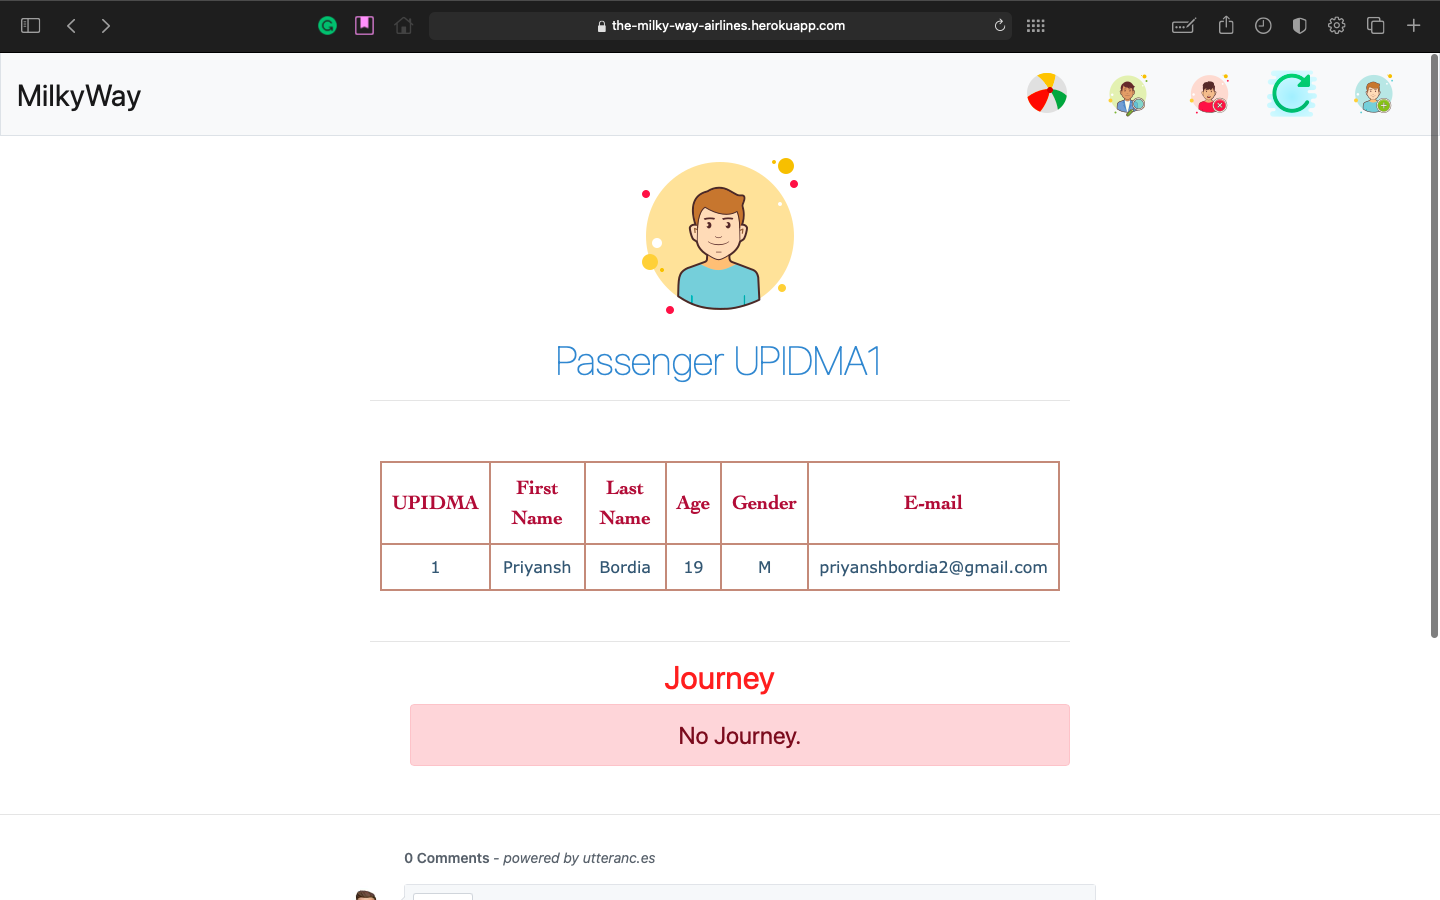 the-milky-way-airlines.herokuapp.com
MilkyWay
Passenger UPIDMA1
UPIDMA First Name Last Name Age Gender E-mail
1 Priyansh Bordia 19 M priyanshbordia2@gmail.com
Journey
No Journey.
0 Comments - powered by utteranc.es